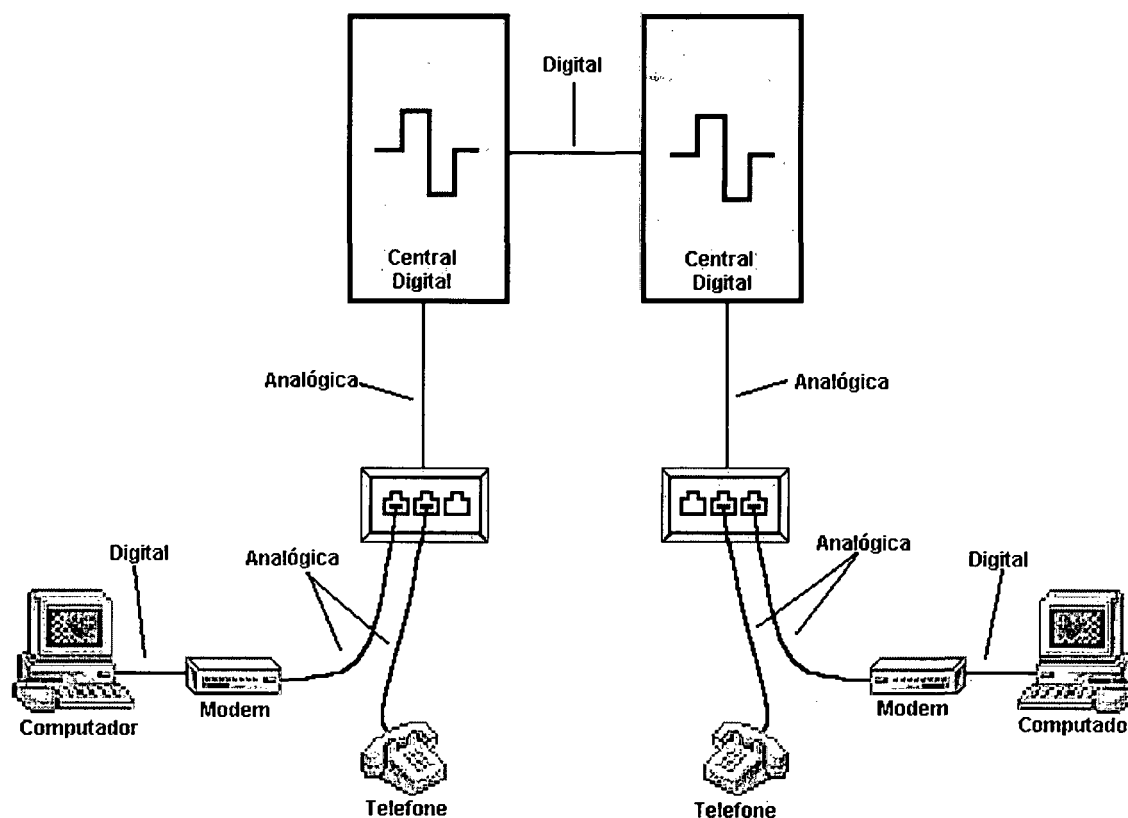 Digital
Central
Digital
Central
Digital
Analógica
Analógica
Digital
Analógica
Analógica
Digital
Computador
Modem
Telefone
Telefone
Modem
Computado